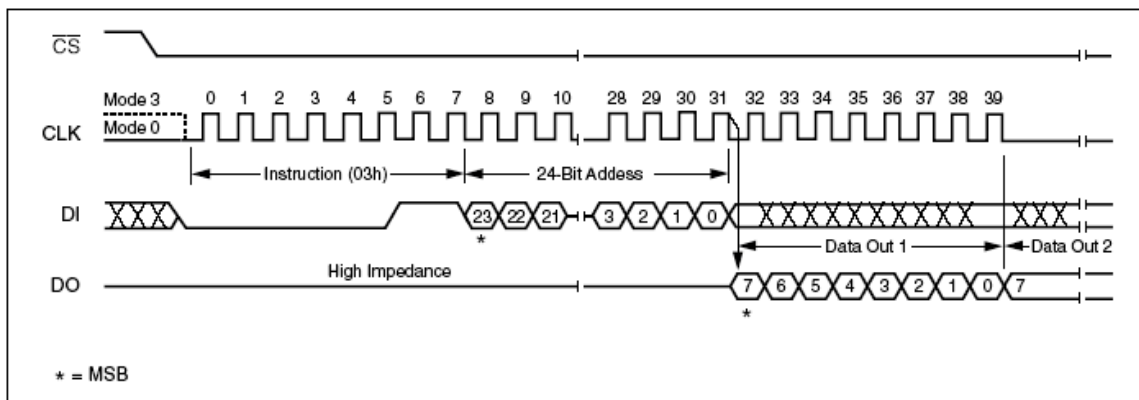 CS
Mode 3 0 1 2 3 4 5 6 7 8 9 10 28 29 30 31 32 33 34 35 36 37 38 39
CLK Mode 0
Instruction (03h) 24-Bit Addess
DI 23 22 21 3 2 1 0
* Data Out 1 Data Out 2
High Impedance
DO 7 6 5 4 3 2 1 0 7
*
* = MSB